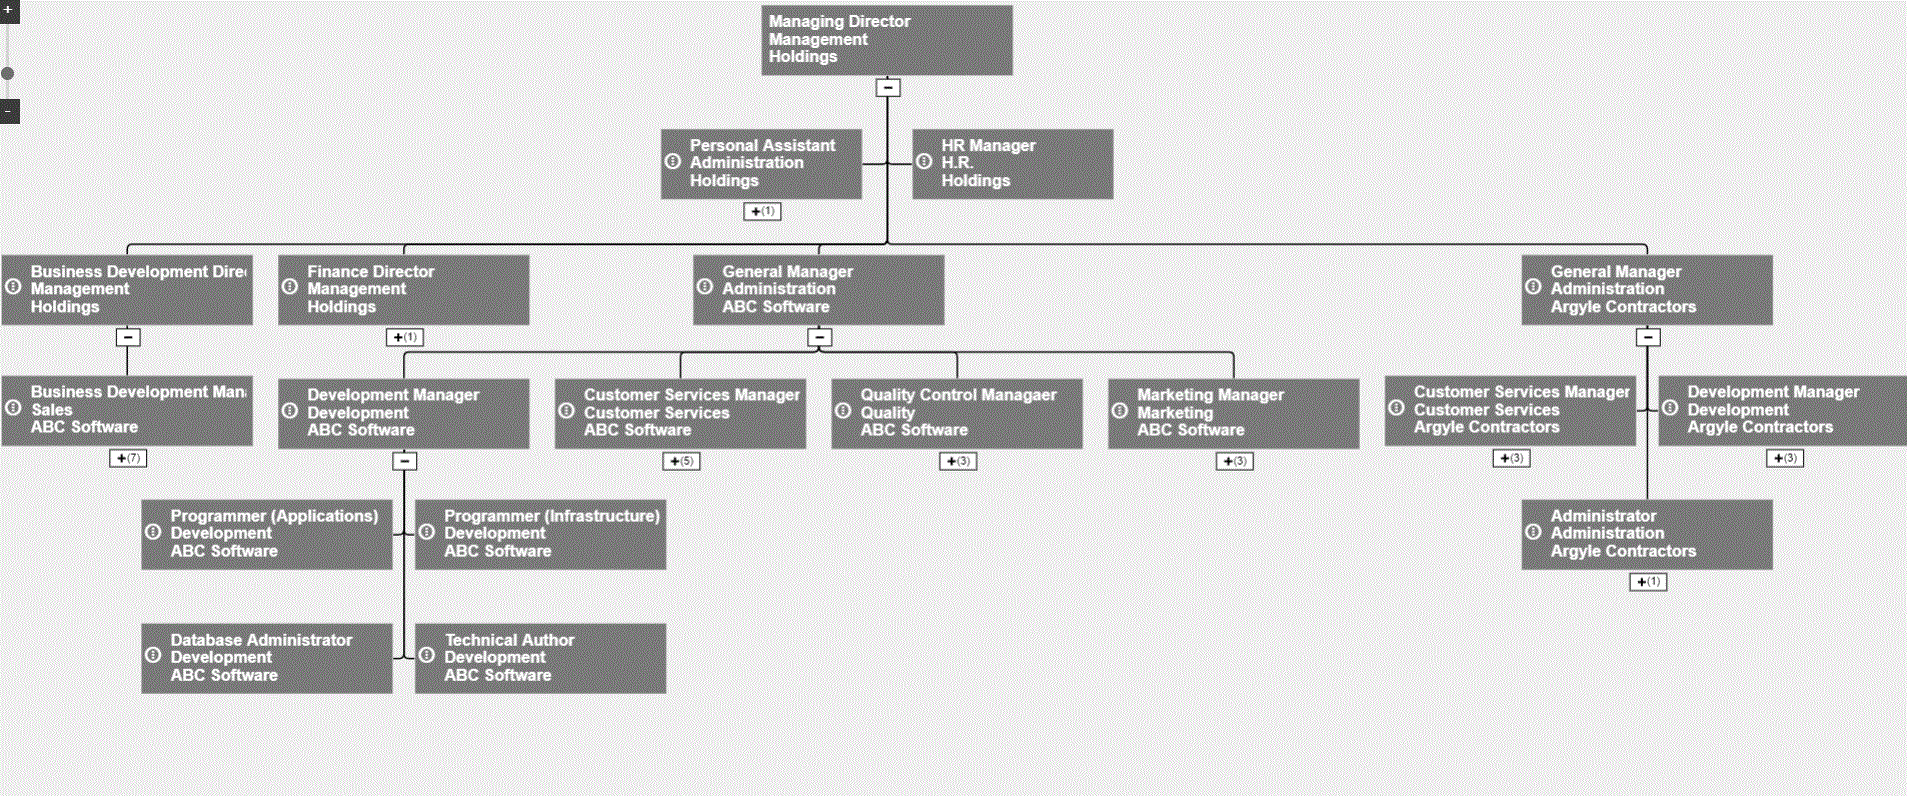 +
-
Managing Director
Management
Holdings
−
Personal Assistant
Administration
Holdings
+(1)
HR Manager
H.R.
Holdings
Business Development Dire
Management
Holdings
−
Finance Director
Management
Holdings
+(1)
General Manager
Administration
ABC Software
−
General Manager
Administration
Argyle Contractors
−
Business Development Man
Sales
ABC Software
+(7)
Development Manager
Development
ABC Software
−
Customer Services Manager
Customer Services
ABC Software
+(5)
Quality Control Managaer
Quality
ABC Software
+(3)
Marketing Manager
Marketing
ABC Software
+(3)
Customer Services Manager
Customer Services
Argyle Contractors
+(3)
Development Manager
Development
Argyle Contractors
+(3)
Programmer (Applications)
Development
ABC Software
Programmer (Infrastructure)
Development
ABC Software
Administrator
Administration
Argyle Contractors
+(1)
Database Administrator
Development
ABC Software
Technical Author
Development
ABC Software